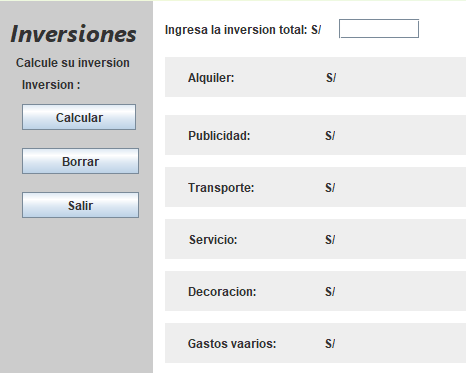 Inversiones
Calcule su inversion
Inversion :
Calcular
Borrar
Salir
Ingresa la inversion total: S/
Alquiler: S/
Publicidad: S/
Transporte: S/
Servicio: S/
Decoracion: S/
Gastos vaarios: S/